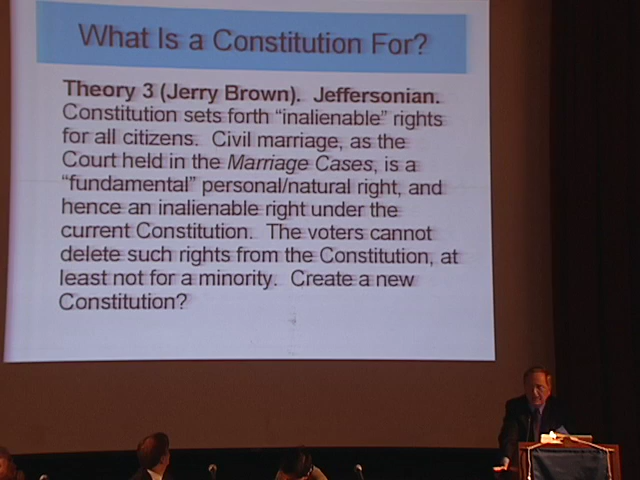 What Is a Constitution For?
Theory 3 (Jerry Brown).  Jeffersonian.
Constitution sets forth “inalienable” rights
for all citizens.  Civil marriage, as the
Court held in the Marriage Cases, is a
“fundamental” personal/natural right, and
hence an inalienable right under the
current Constitution.  The voters cannot
delete such rights from the Constitution, at
least not for a minority.  Create a new
Constitution?